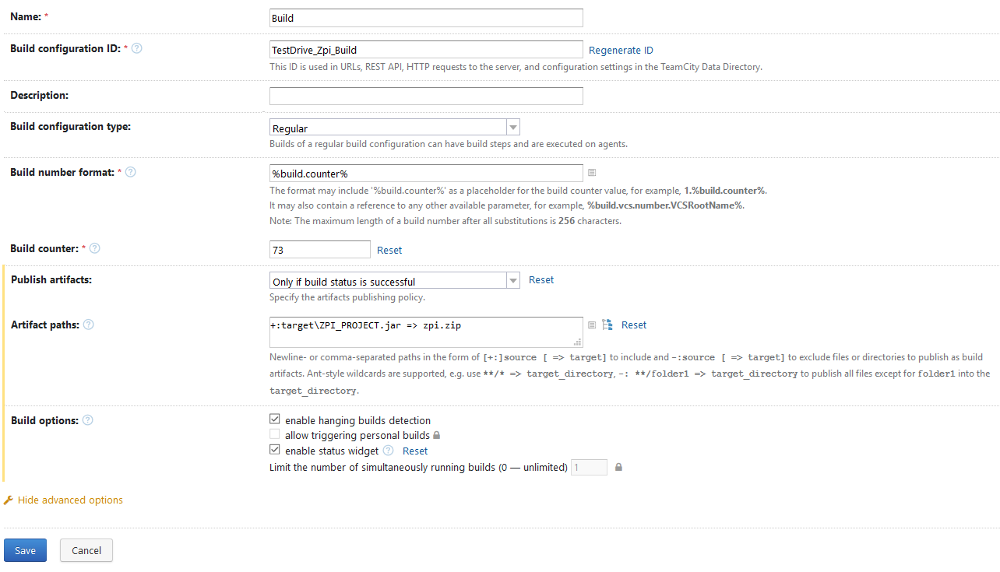 Name: *
Build
Build configuration ID: * ?
TestDrive_Zpi_Build
Regenerate ID
This ID is used in URLs, REST API, HTTP requests to the server, and configuration settings in the TeamCity Data Directory.
Description:
Build configuration type:
Regular
Builds of a regular build configuration can have build steps and are executed on agents.
Build number format: * ?
%build.counter%
The format may include '%build.counter%' as a placeholder for the build counter value, for example, 1.%build.counter%.
It may also contain a reference to any other available parameter, for example, %build.vcs.number.VCSRootName%.
Note: The maximum length of a build number after all substitutions is 256 characters.
Build counter: * ?
73
Reset
Publish artifacts:
Only if build status is successful
Reset
Specify the artifacts publishing policy.
Artifact paths: ?
+:target\ZPI_PROJECT.jar => zpi.zip
Reset
Newline- or comma-separated paths in the form of [+:]source [ => target] to include and -:source [ => target] to exclude files or directories to publish as build
artifacts. Ant-style wildcards are supported, e.g. use **/* => target_directory, -: **/folder1 => target_directory to publish all files except for folder1 into the
target_directory.
Build options: ?
enable hanging builds detection
allow triggering personal builds
enable status widget ? Reset
Limit the number of simultaneously running builds (0 — unlimited) 1
Hide advanced options
Save
Cancel